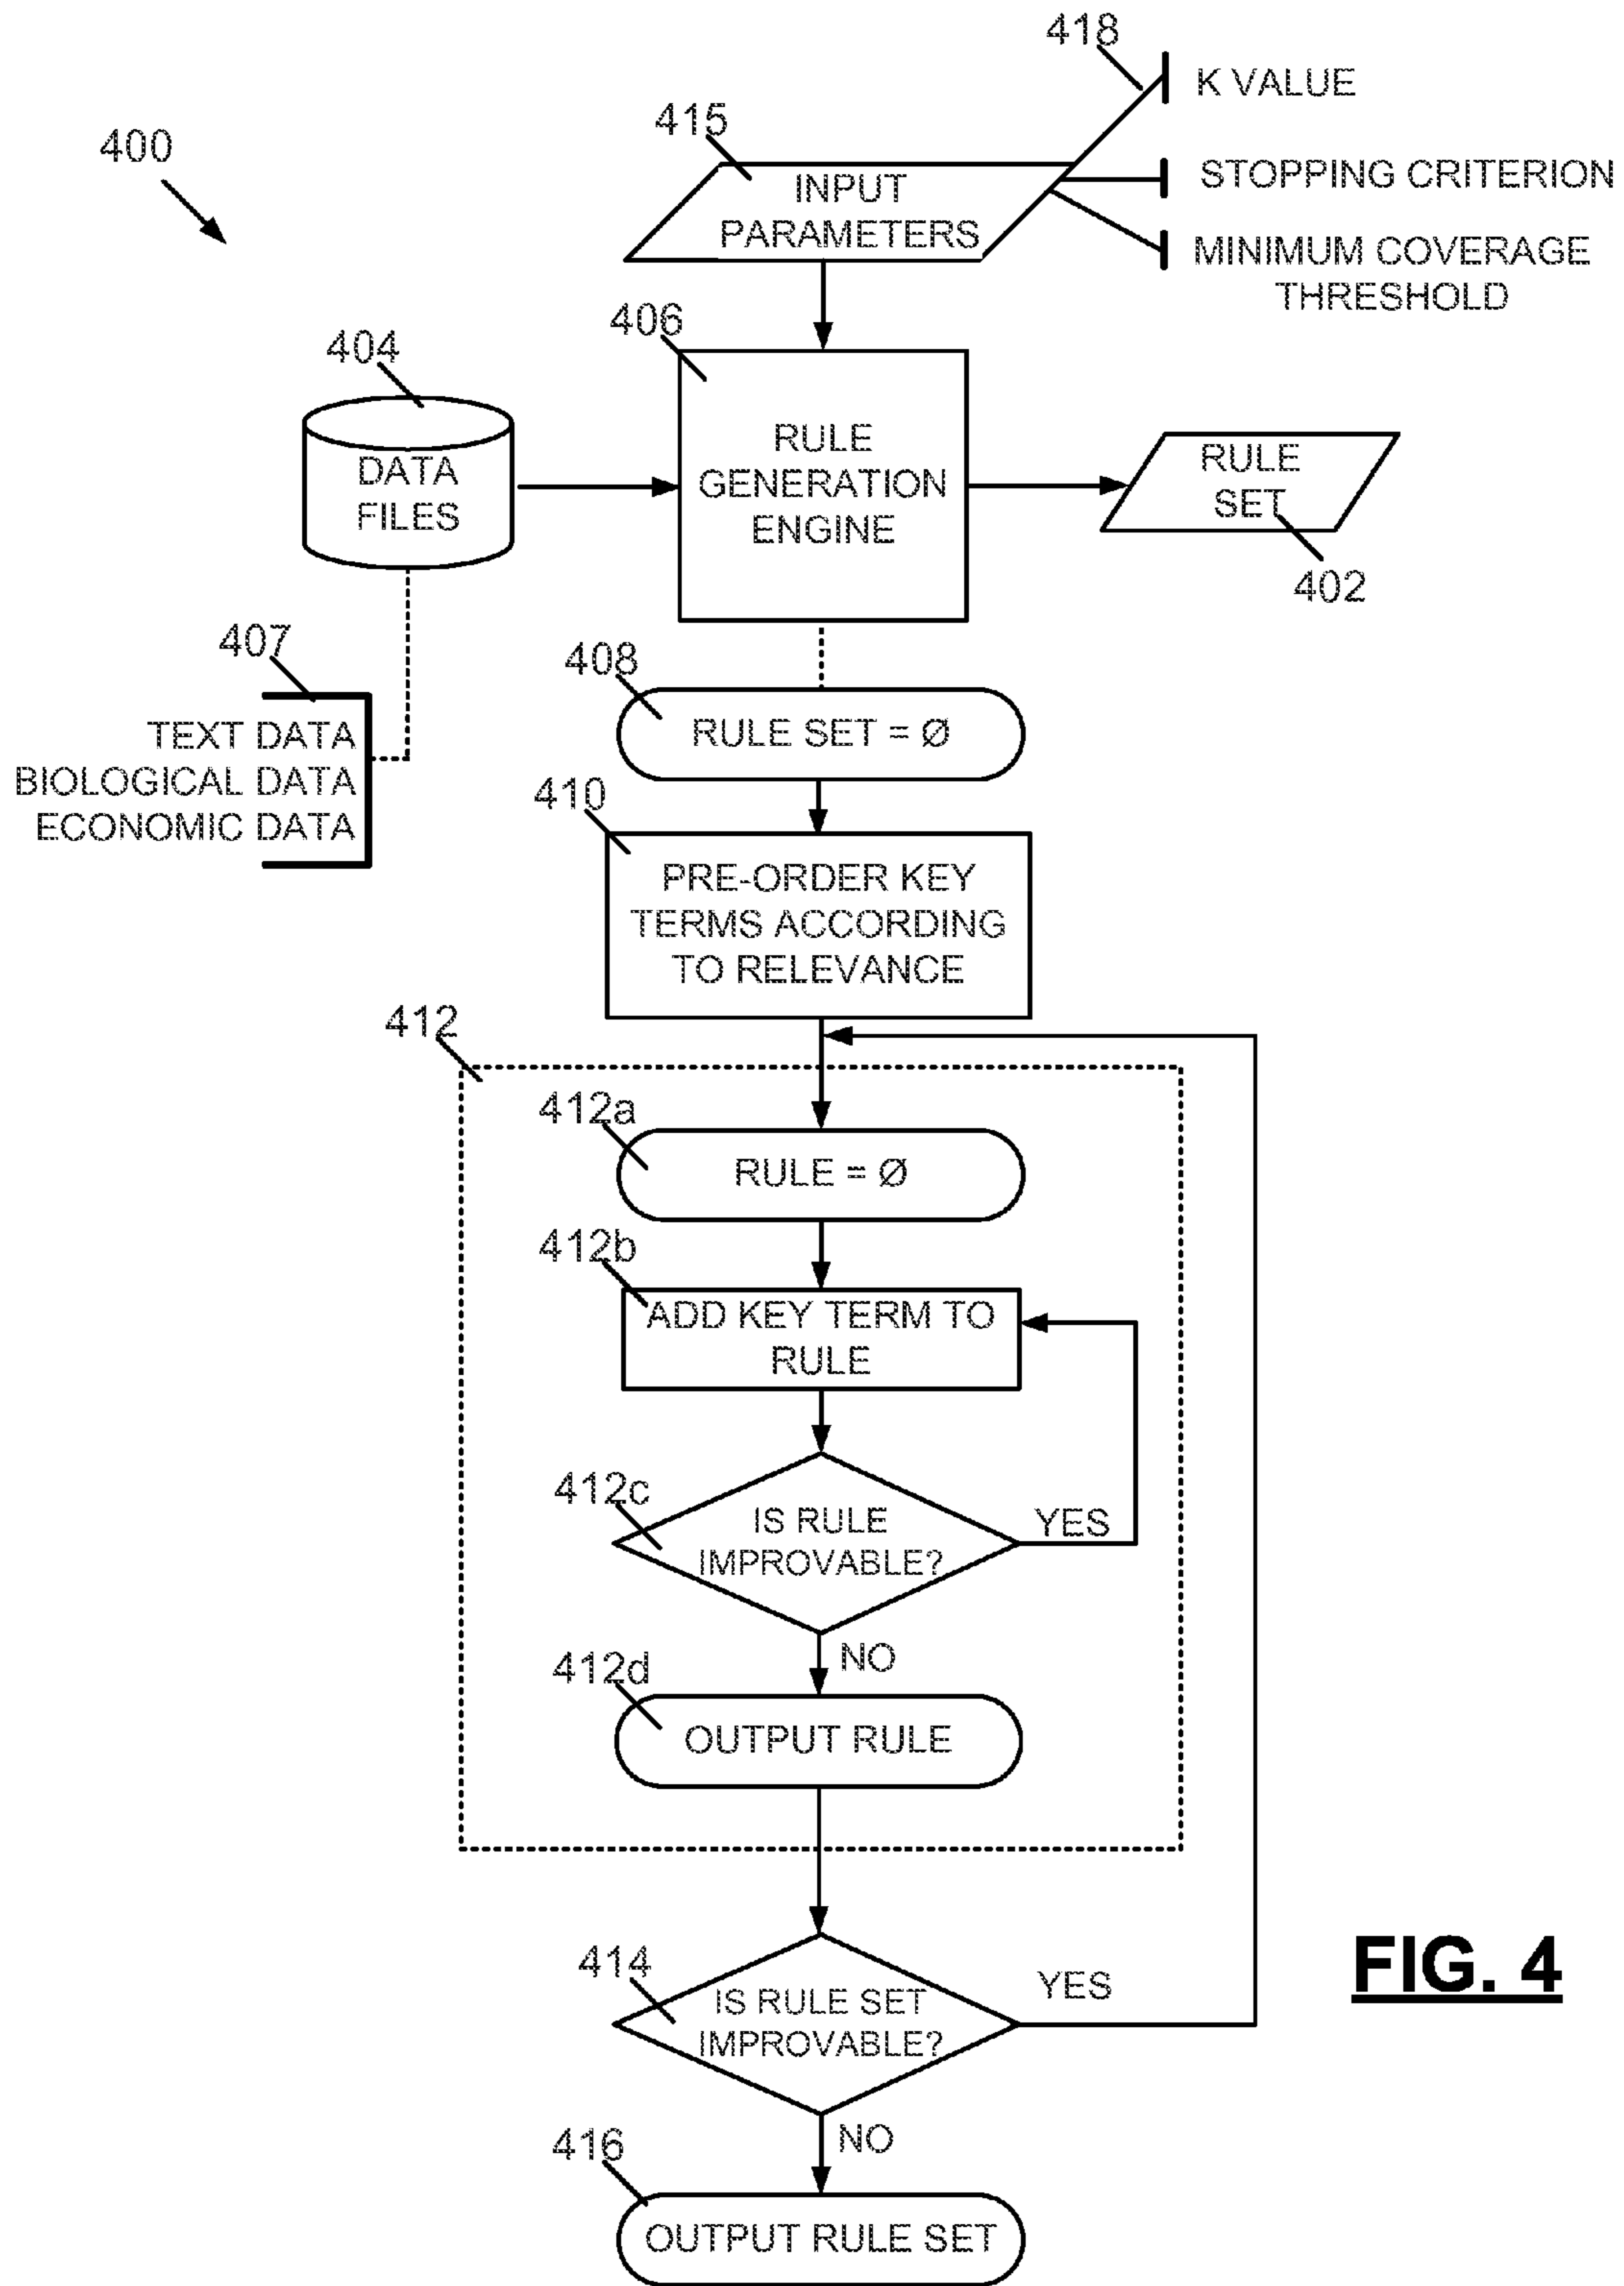 418
K VALUE
415
400
INPUT
PARAMETERS
STOPPING CRITERION
MINIMUM COVERAGE
THRESHOLD
406
404
DATA
FILES
RULE
GENERATION
ENGINE
RULE
SET
402
407
TEXT DATA
BIOLOGICAL DATA
ECONOMIC DATA
408
RULE SET = Ø
410
PRE-ORDER KEY
TERMS ACCORDING
TO RELEVANCE
412
412a
RULE = Ø
412b
ADD KEY TERM TO
RULE
412c
IS RULE
IMPROVABLE?
YES
NO
412d
OUTPUT RULE
414
IS RULE SET
IMPROVABLE?
YES
NO
416
OUTPUT RULE SET
FIG. 4